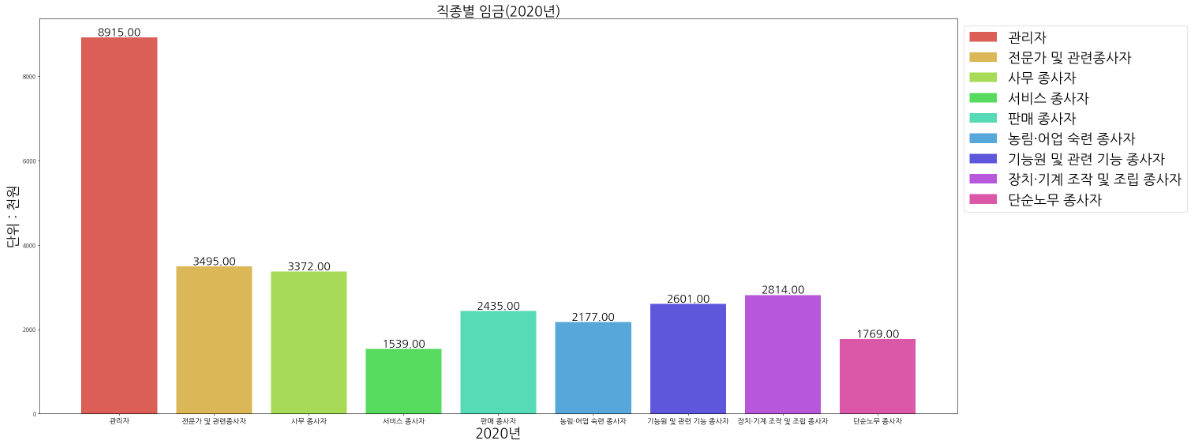 직종별 임금(2020년)
단위 : 천원
8000
6000
4000
2000
0
8915.00
3495.00
3372.00
1539.00
2435.00
2177.00
2601.00
2814.00
1769.00
관리자
전문가 및 관련종사자
사무 종사자
서비스 종사자
판매 종사자
농림·어업 숙련 종사자
기능원 및 관련 기능 종사자
장치·기계 조작 및 조립 종사자
단순노무 종사자
2020년
관리자
전문가 및 관련종사자
사무 종사자
서비스 종사자
판매 종사자
농림·어업 숙련 종사자
기능원 및 관련 기능 종사자
장치·기계 조작 및 조립 종사자
단순노무 종사자